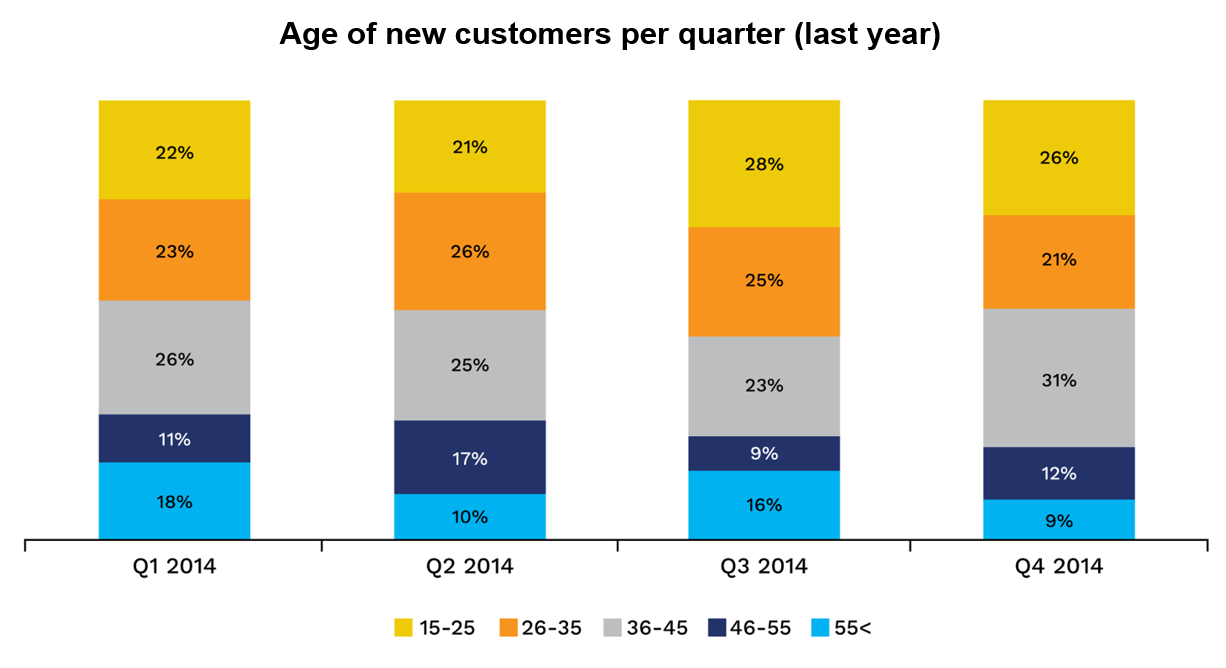 Age of new customers per quarter (last year)
22% 21% 28% 26%
23% 26% 25% 21%
26% 25% 23% 31%
11% 17% 9% 12%
18% 10% 16% 9%
Q1 2014 Q2 2014 Q3 2014 Q4 2014
15-25 26-35 36-45 46-55 55<